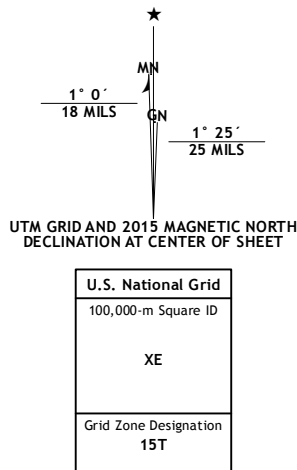 MN
GN
1° 0´
18 MILS
1° 25´
25 MILS
UTM GRID AND 2015 MAGNETIC NORTH
DECLINATION AT CENTER OF SHEET
U.S. National Grid
100,000-m Square ID
XE
Grid Zone Designation
15T